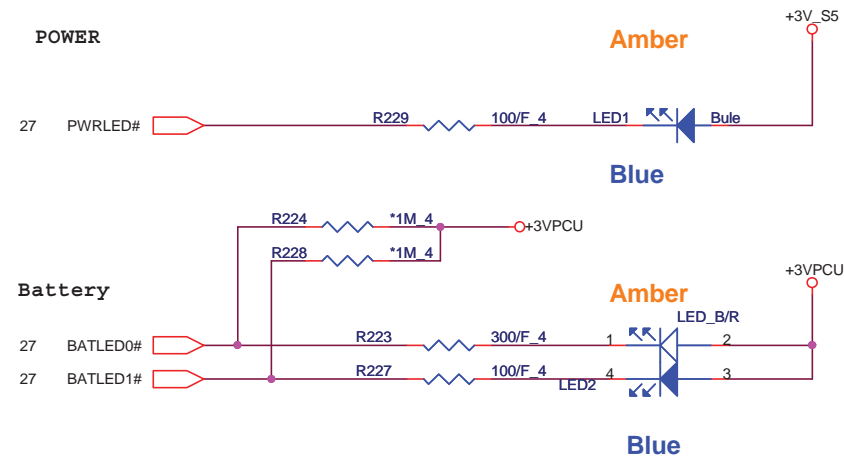 +3V_S5
POWER Amber
27 PWRLED# R229 100/F_4 LED1 Bule
Blue
R224 *1M_4 +3VPCU
R228 *1M_4
+3VPCU
Battery Amber
LED_B/R
27 BATLED0# R223 300/F_4 1 2
27 BATLED1# R227 100/F_4 4 3
LED2
Blue